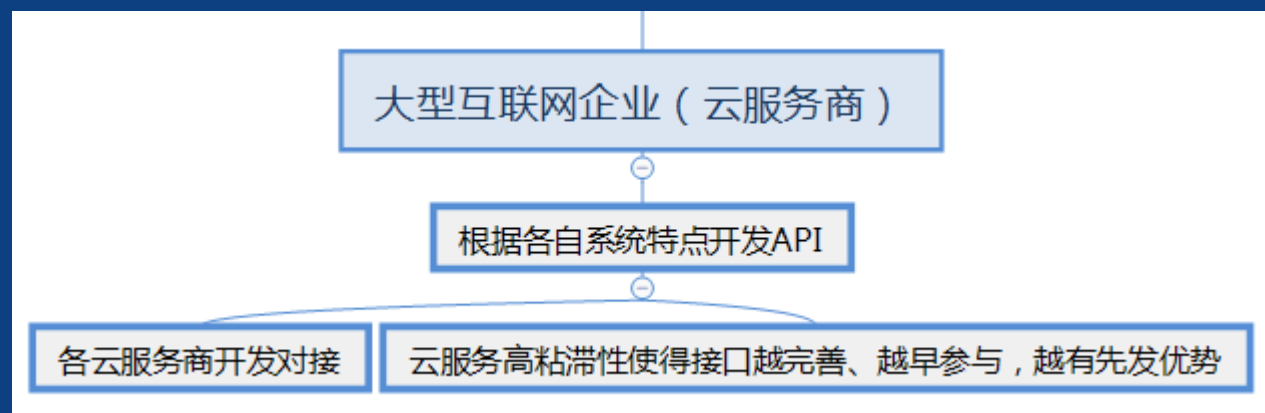 大型互联网企业（云服务商）
根据各自系统特点开发API
各云服务商开发对接
云服务高粘滞性使得接口越完善、越早参与，越有先发优势